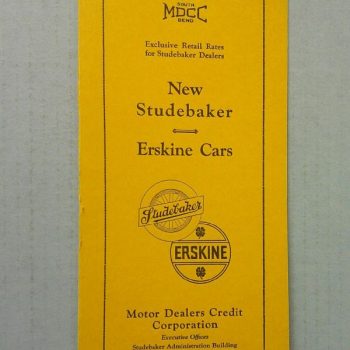 SOUTH
MDCC
BEND
Exclusive Retail Rates
for Studebaker Dealers
New
Studebaker
Erskine Cars
Studebaker
ERSKINE
Motor Dealers Credit
Corporation
Executive Offices
Studebaker Administration Building